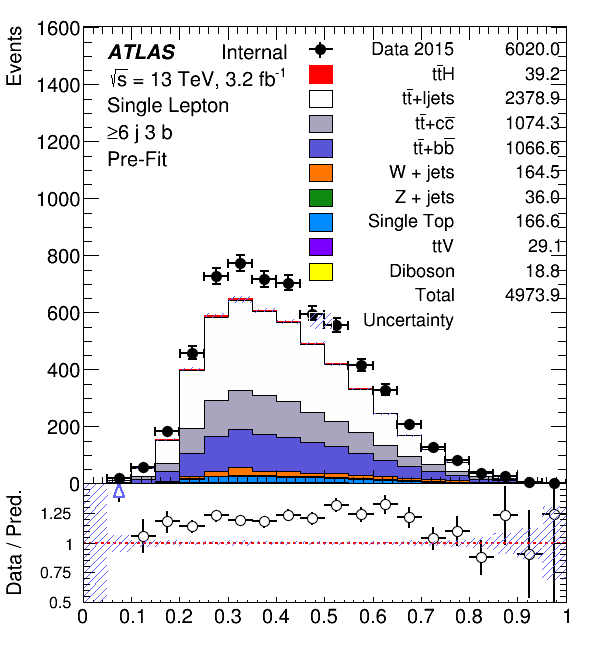 Events
1600
1400
1200
1000
800
600
400
200
0
ATLAS Internal
√s = 13 TeV, 3.2 fb⁻¹
Single Lepton
≥6 j 3 b
Pre-Fit
Data 2015 6020.0
tt̄H 39.2
tt̄+ljets 2378.9
tt̄+cc̄ 1074.3
tt̄+bb̄ 1066.6
W + jets 164.5
Z + jets 36.0
Single Top 166.6
ttV 29.1
Diboson 18.8
Total 4973.9
Uncertainty
Data / Pred.
1.25
1
0.75
0.5
0 0.1 0.2 0.3 0.4 0.5 0.6 0.7 0.8 0.9 1